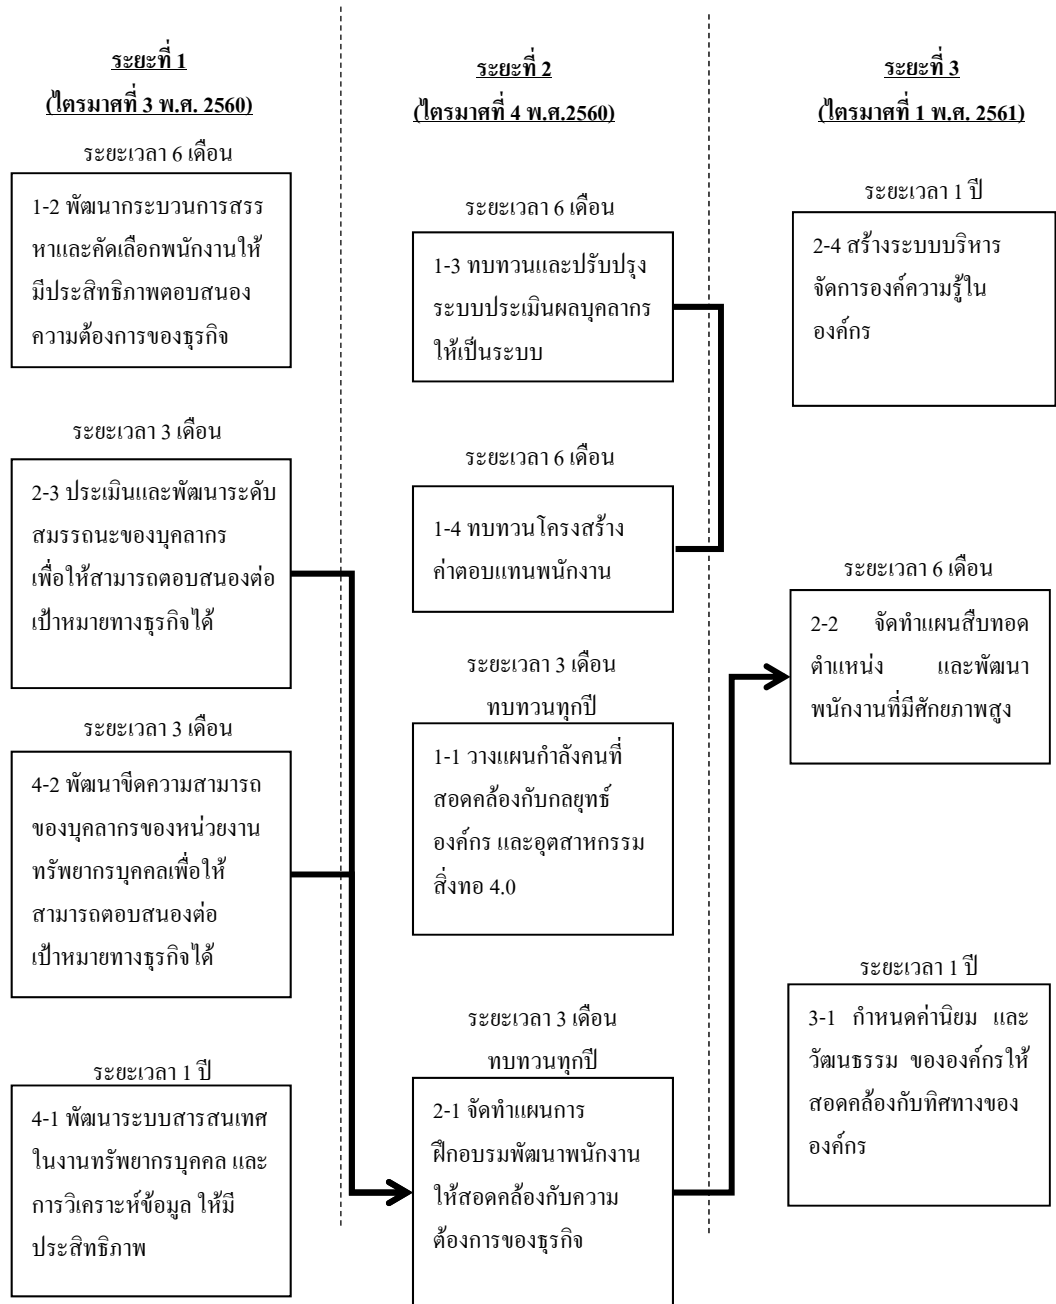 ระยะที่ 1
(ไตรมาศที่ 3 พ.ศ. 2560)
ระยะเวลา 6 เดือน
1-2 พัฒนากระบวนการสรร
หาและคัดเลือกพนักงานให้
มีประสิทธิภาพตอบสนอง
ความต้องการของธุรกิจ
ระยะเวลา 3 เดือน
2-3 ประเมินและพัฒนาระดับ
สมรรถนะของบุคลากร
เพื่อให้สามารถตอบสนองต่อ
เป้าหมายทางธุรกิจได้
ระยะเวลา 3 เดือน
4-2 พัฒนาขีดความสามารถ
ของบุคลากรของหน่วยงาน
ทรัพยากรบุคคลเพื่อให้
สามารถตอบสนองต่อ
เป้าหมายทางธุรกิจได้
ระยะเวลา 1 ปี
4-1 พัฒนาระบบสารสนเทศ
ในงานทรัพยากรบุคคล และ
การวิเคราะห์ข้อมูล ให้มี
ประสิทธิภาพ
ระยะที่ 2
(ไตรมาศที่ 4 พ.ศ.2560)
ระยะเวลา 6 เดือน
1-3 ทบทวนและปรับปรุง
ระบบประเมินผลบุคลากร
ให้เป็นระบบ
ระยะเวลา 6 เดือน
1-4 ทบทวนโครงสร้าง
ค่าตอบแทนพนักงาน
ระยะเวลา 3 เดือน
ทบทวนทุกปี
1-1 วางแผนกำลังคนที่
สอดคล้องกับกลยุทธ์
องค์กร และอุตสาหกรรม
สิ่งทอ 4.0
ระยะเวลา 3 เดือน
ทบทวนทุกปี
2-1 จัดทำแผนการ
ฝึกอบรมพัฒนาพนักงาน
ให้สอดคล้องกับความ
ต้องการของธุรกิจ
ระยะที่ 3
(ไตรมาศที่ 1 พ.ศ. 2561)
ระยะเวลา 1 ปี
2-4 สร้างระบบบริหาร
จัดการองค์ความรู้ใน
องค์กร
ระยะเวลา 6 เดือน
2-2 จัดทำแผนสืบทอด
ตำแหน่ง และพัฒนา
พนักงานที่มีศักยภาพสูง
ระยะเวลา 1 ปี
3-1 กำหนดค่านิยม และ
วัฒนธรรม ขององค์กรให้
สอดคล้องกับทิศทางของ
องค์กร